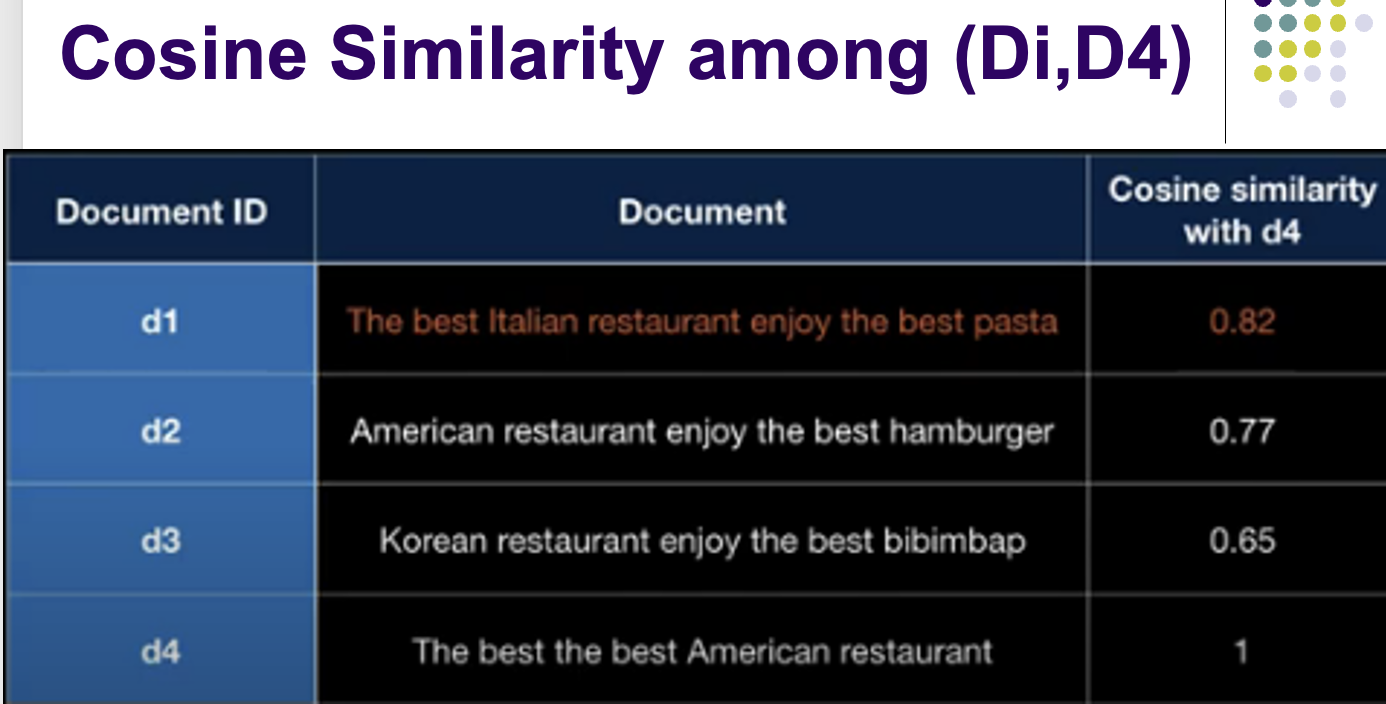 Cosine Similarity among (Di,D4)
Document ID
Document
Cosine similarity
with d4
d1
The best Italian restaurant enjoy the best pasta
0.82
d2
American restaurant enjoy the best hamburger
0.77
d3
Korean restaurant enjoy the best bibimbap
0.65
d4
The best the best American restaurant
1